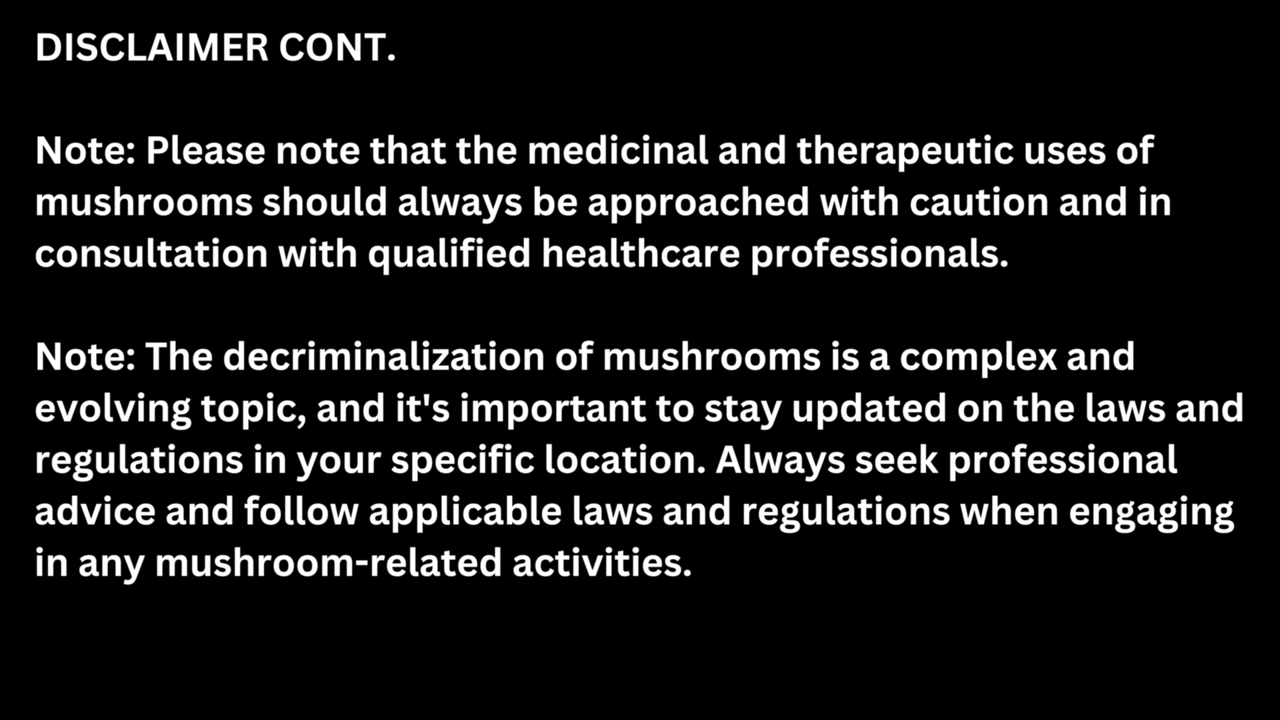 DISCLAIMER CONT.
Note: Please note that the medicinal and therapeutic uses of
mushrooms should always be approached with caution and in
consultation with qualified healthcare professionals.
Note: The decriminalization of mushrooms is a complex and
evolving topic, and it's important to stay updated on the laws and
regulations in your specific location. Always seek professional
advice and follow applicable laws and regulations when engaging
in any mushroom-related activities.